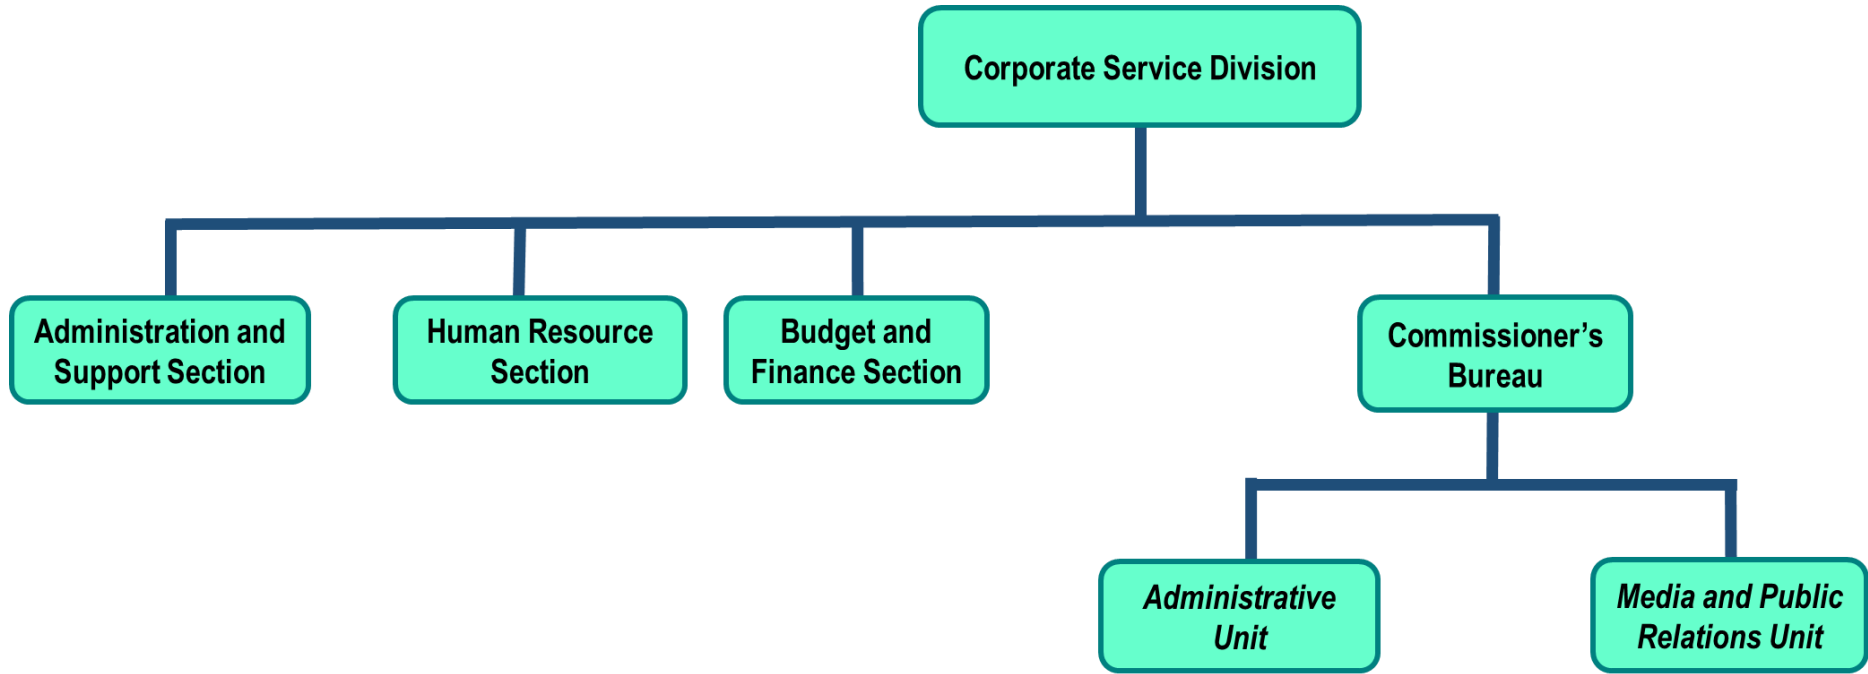 Corporate Service Division
Administration and
Support Section
Human Resource
Section
Budget and
Finance Section
Commissioner’s
Bureau
Administrative
Unit
Media and Public
Relations Unit